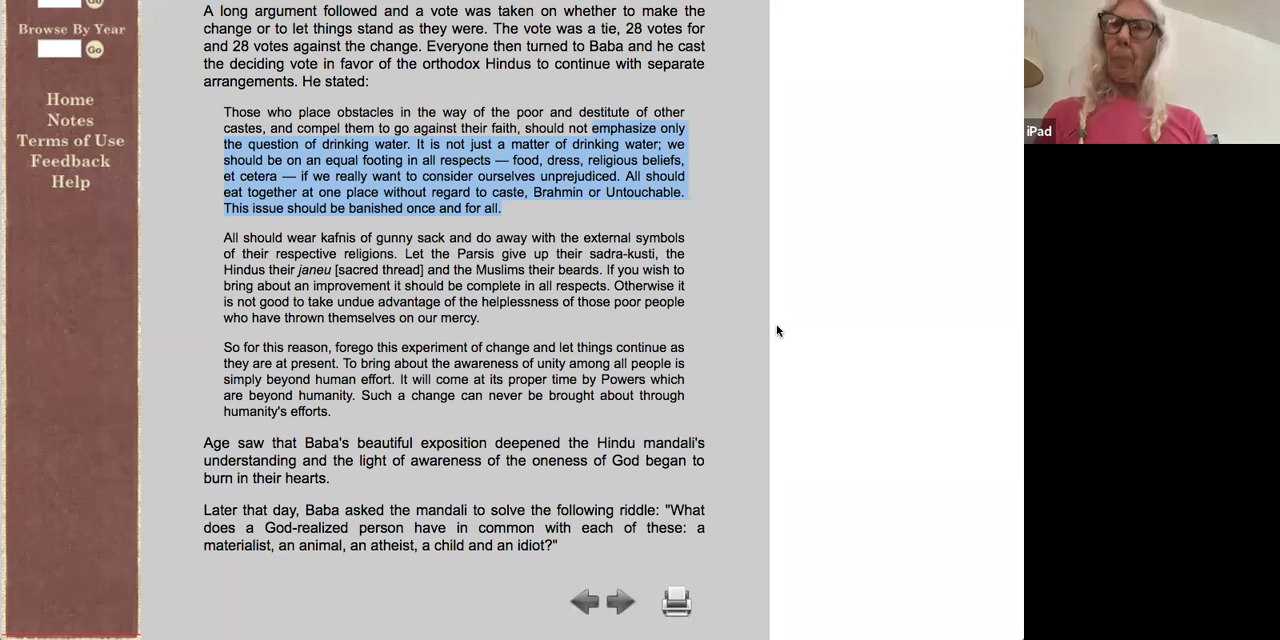 Go
Browse By Year
Go
Home
Notes
Terms of Use
Feedback
Help
A long argument followed and a vote was taken on whether to make the
change or to let things stand as they were. The vote was a tie, 28 votes for
and 28 votes against the change. Everyone then turned to Baba and he cast
the deciding vote in favor of the orthodox Hindus to continue with separate
arrangements. He stated:
Those who place obstacles in the way of the poor and destitute of other
castes, and compel them to go against their faith, should not emphasize only
the question of drinking water. It is not just a matter of drinking water; we
should be on an equal footing in all respects — food, dress, religious beliefs,
et cetera — if we really want to consider ourselves unprejudiced. All should
eat together at one place without regard to caste, Brahmin or Untouchable.
This issue should be banished once and for all.
All should wear kafnis of gunny sack and do away with the external symbols
of their respective religions. Let the Parsis give up their sadra-kusti, the
Hindus their janeu [sacred thread] and the Muslims their beards. If you wish to
bring about an improvement it should be complete in all respects. Otherwise it
is not good to take undue advantage of the helplessness of those poor people
who have thrown themselves on our mercy.
So for this reason, forego this experiment of change and let things continue as
they are at present. To bring about the awareness of unity among all people is
simply beyond human effort. It will come at its proper time by Powers which
are beyond humanity. Such a change can never be brought about through
humanity's efforts.
Age saw that Baba's beautiful exposition deepened the Hindu mandali's
understanding and the light of awareness of the oneness of God began to
burn in their hearts.
Later that day, Baba asked the mandali to solve the following riddle: "What
does a God-realized person have in common with each of these: a
materialist, an animal, an atheist, a child and an idiot?"
iPad